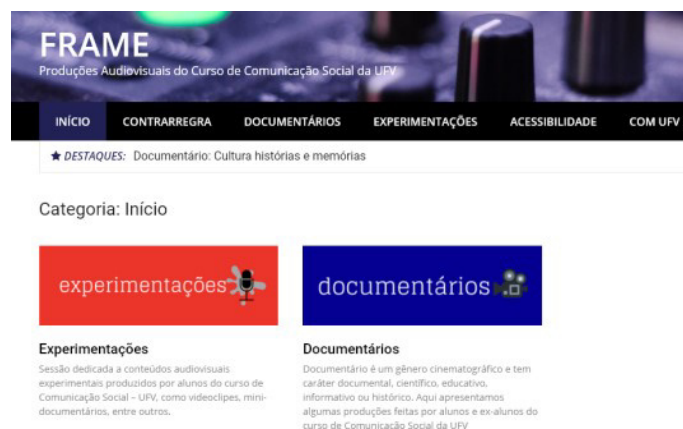 FRAME
Produções Audiovisuais do Curso de Comunicação Social da UFV
INÍCIO CONTRARREGRA DOCUMENTÁRIOS EXPERIMENTAÇÕES ACESSIBILIDADE COM UFV
★ DESTAQUES: Documentário: Cultura histórias e memórias
Categoria: Início
experimentações
documentários
Experimentações
Sessão dedicada a conteúdos audiovisuais
experimentais produzidos por alunos do curso de
Comunicação Social – UFV, como videoclipes, mini-
documentários, entre outros.
Documentários
Documentário é um gênero cinematográfico e tem
caráter documental, científico, educativo,
informativo ou histórico. Aqui apresentamos
algumas produções feitas por alunos e ex-alunos do
curso de Comunicação Social da UFV